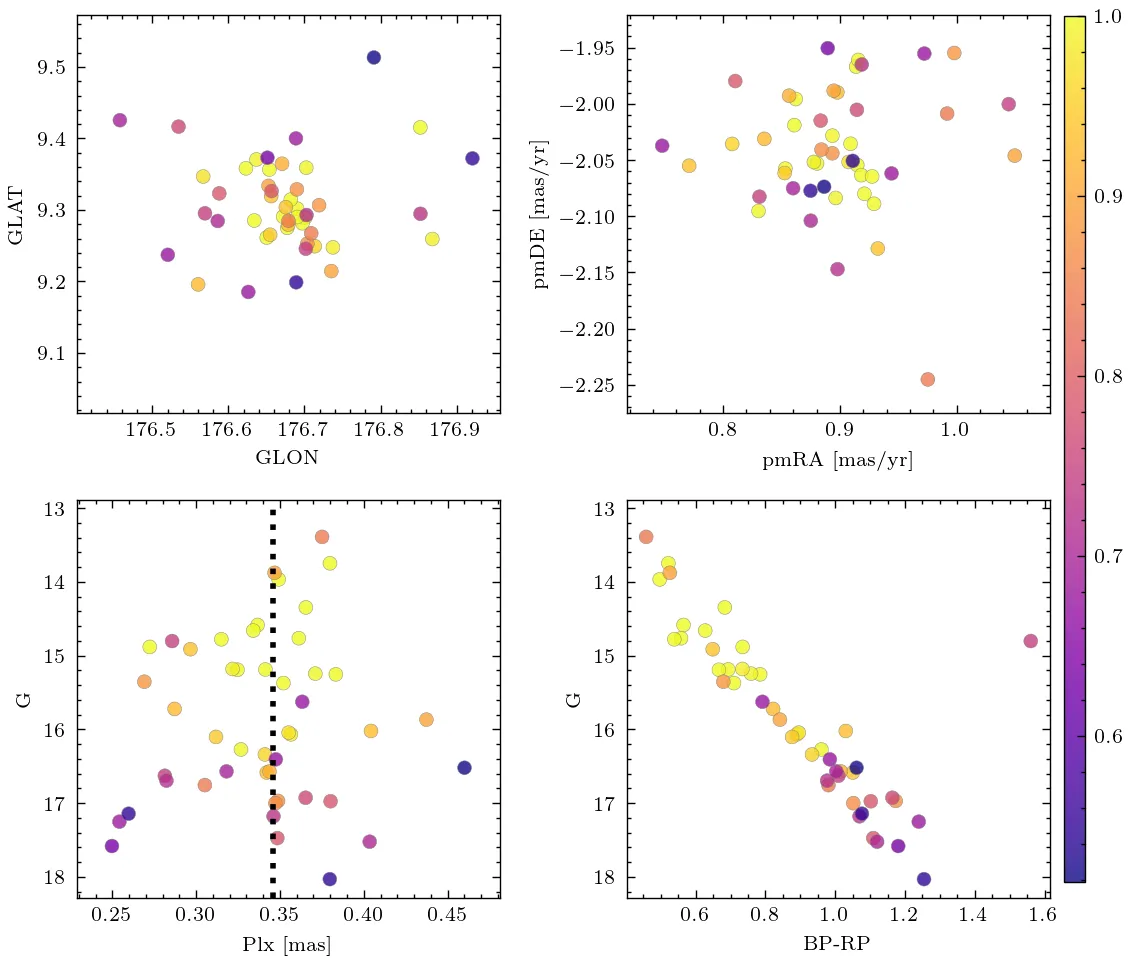 9.5
9.4
9.3
9.2
9.1
GLAT
176.5 176.6 176.7 176.8 176.9
GLON
−1.95
−2.00
−2.05
−2.10
−2.15
−2.20
−2.25
pmDE [mas/yr]
0.8 0.9 1.0
pmRA [mas/yr]
1.0
0.9
0.8
0.7
0.6
13
14
15
16
17
18
G
0.25 0.30 0.35 0.40 0.45
Plx [mas]
13
14
15
16
17
18
G
0.6 0.8 1.0 1.2 1.4 1.6
BP-RP